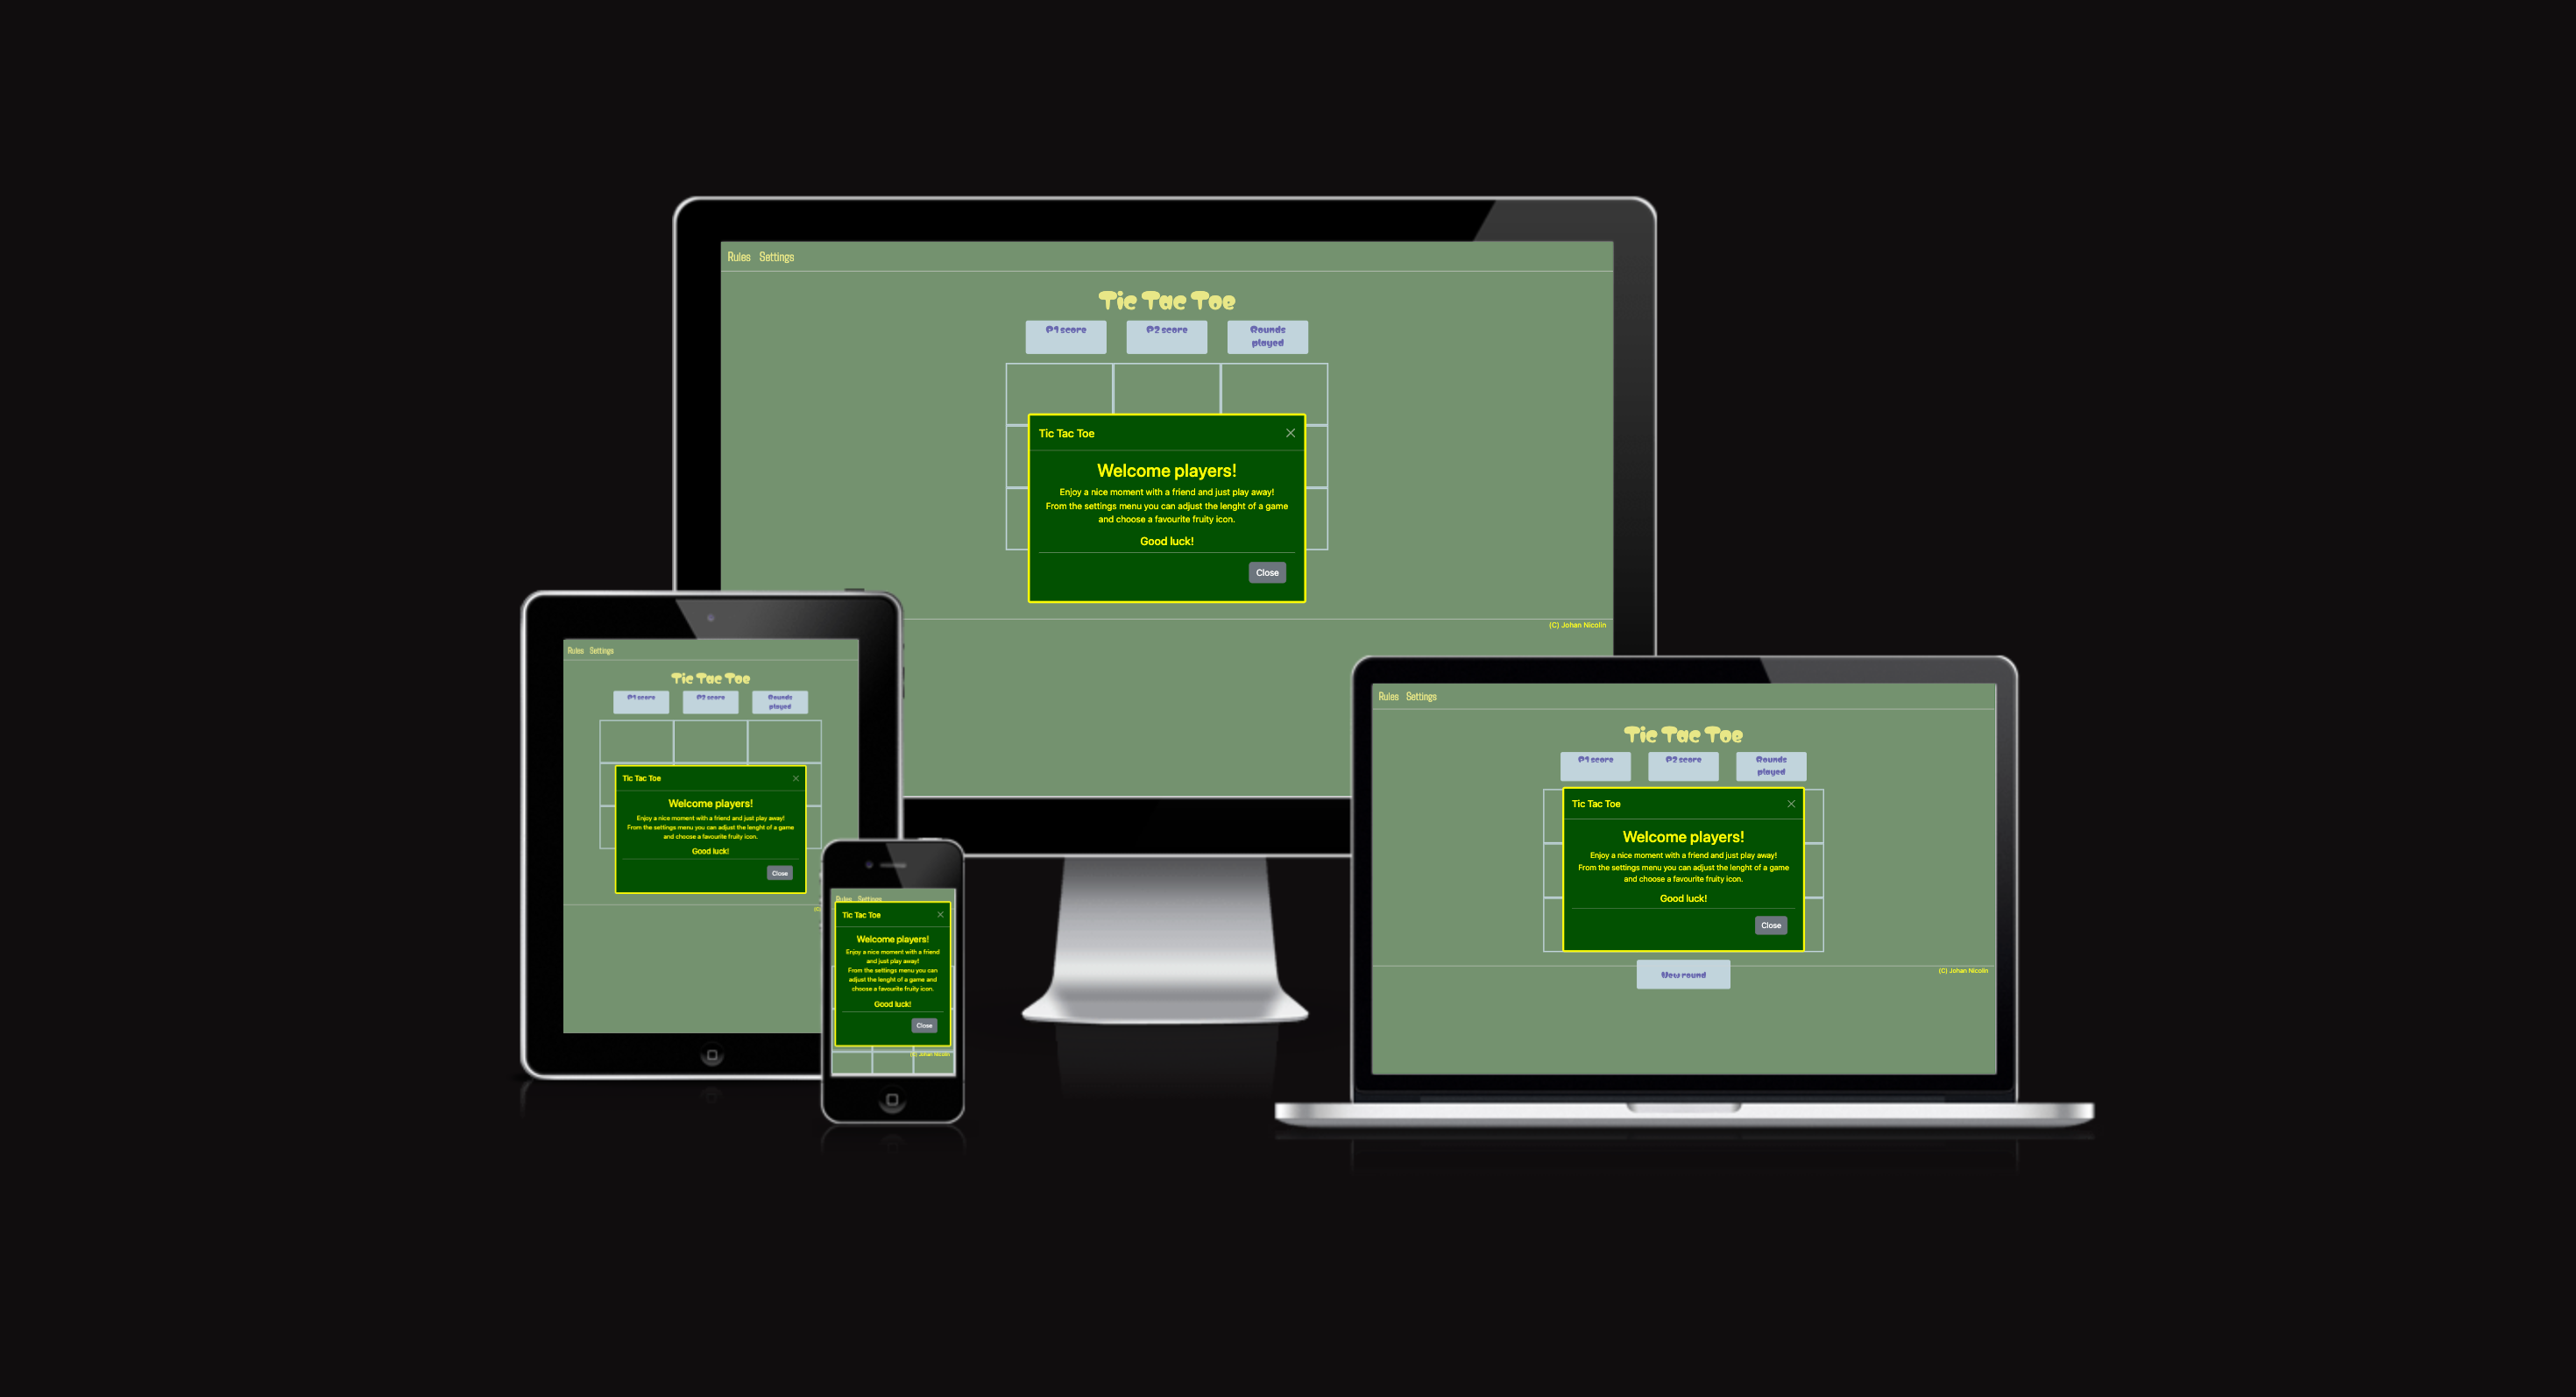 Rules Settings
Tic Tac Toe
P1 score P2 score Rounds
played
Tic Tac Toe
Welcome players!
Enjoy a nice moment with a friend and just play away!
From the settings menu you can adjust the lenght of a game
and choose a favourite fruity icon.
Good luck!
Close
(C) Johan Nicolin
Rules Settings
Tic Tac Toe
P1 score P2 score Rounds
played
Tic Tac Toe
Welcome players!
Enjoy a nice moment with a friend and just play away!
From the settings menu you can adjust the lenght of a game
and choose a favourite fruity icon.
Good luck!
Close
(C)
Rules Settings
Tic Tac Toe
Welcome players!
Enjoy a nice moment with a friend
and just play away!
From the settings menu you can
adjust the lenght of a game and
choose a favourite fruity icon.
Good luck!
Close
(C) Johan Nicolin
Rules Settings
Tic Tac Toe
P1 score P2 score Rounds
played
Tic Tac Toe
Welcome players!
Enjoy a nice moment with a friend and just play away!
From the settings menu you can adjust the lenght of a game
and choose a favourite fruity icon.
Good luck!
Close
New round
(C) Johan Nicolin